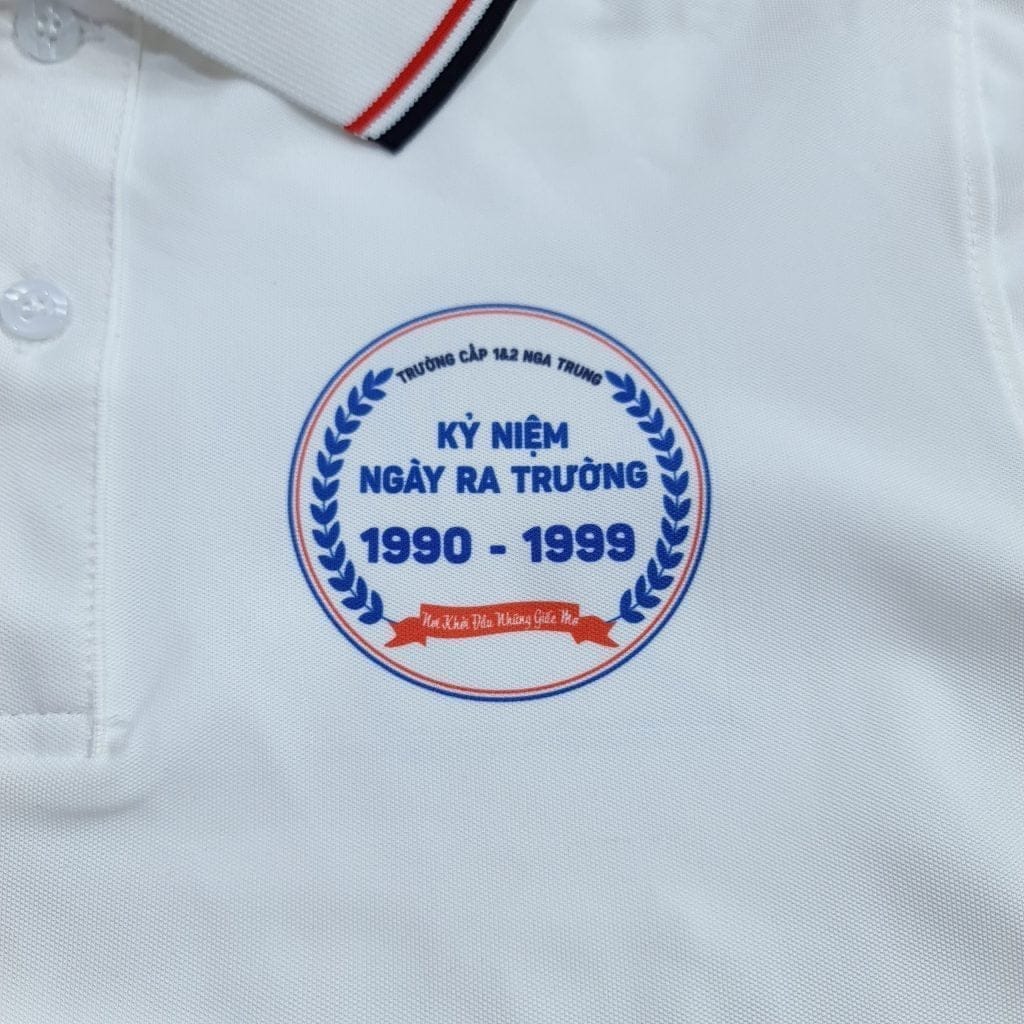 TRƯỜNG CẤP 1&2 NGA TRUNG
KỶ NIỆM
NGÀY RA TRƯỜNG
1990 - 1999
Nơi Khởi Đầu Những Giấc Mơ